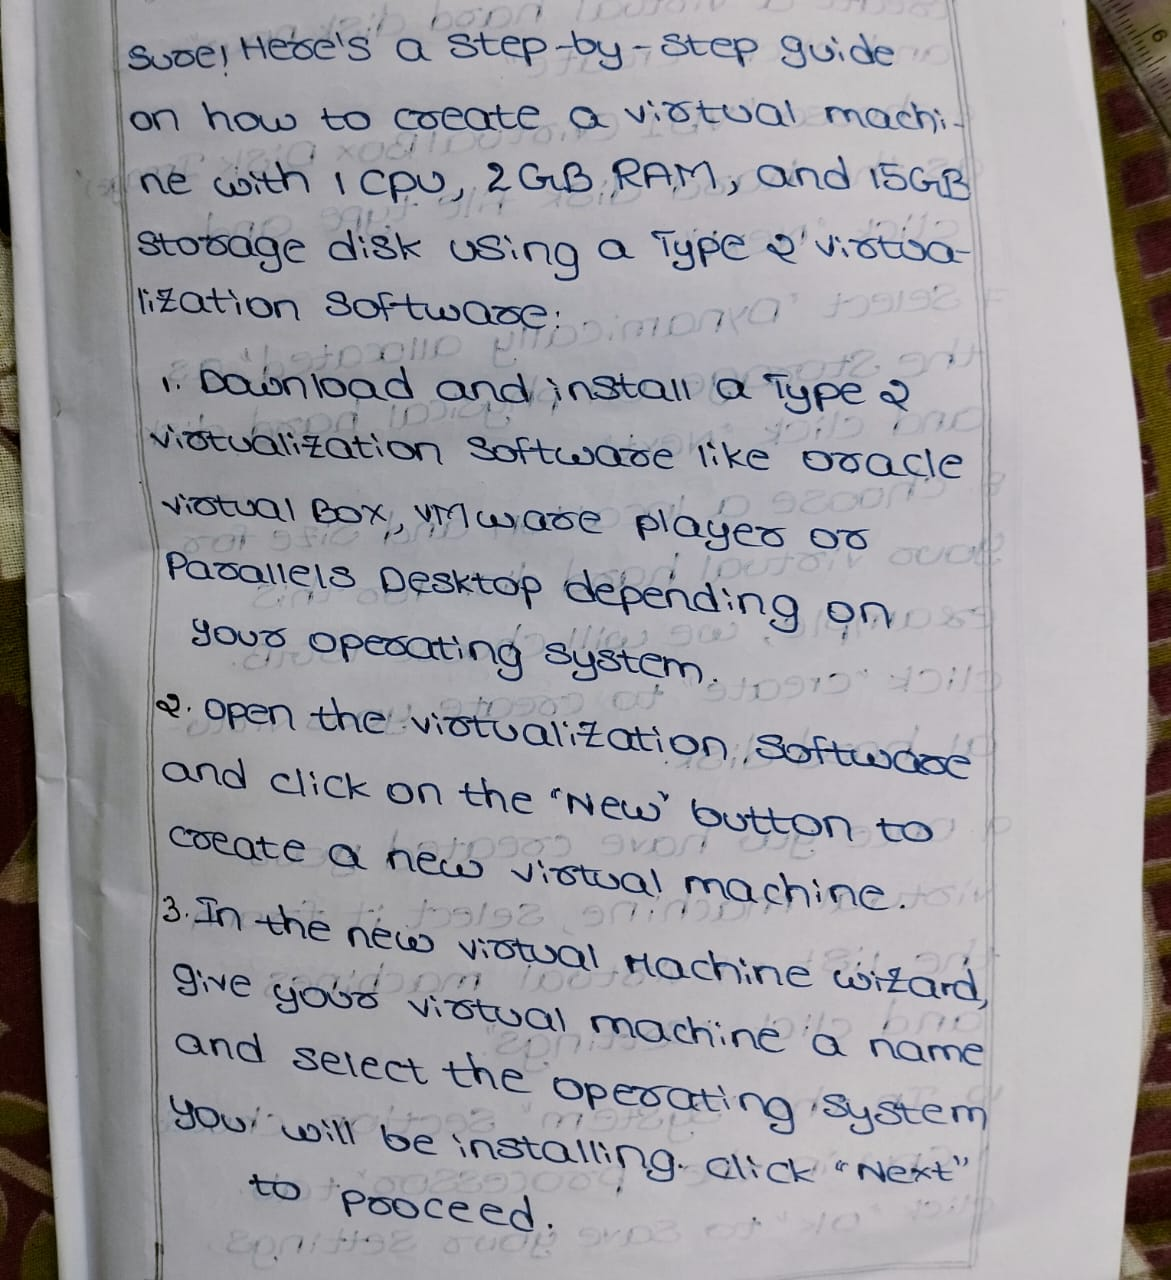 Sure! Here's a step-by-step guide
on how to create a virtual machi-
ne with 1 CPU, 2GB RAM, and 15GB
storage disk using a Type 2 virtua-
lization software:
1. Download and install a Type 2
virtualization software like oracle
virtual Box, VMware player or
Parallels Desktop depending on
your operating system.
2. Open the virtualization software
and click on the "New" button to
create a new virtual machine.
3. In the new virtual Machine wizard,
give your virtual machine a name
and select the operating system
you will be installing. Click "Next"
to proceed.